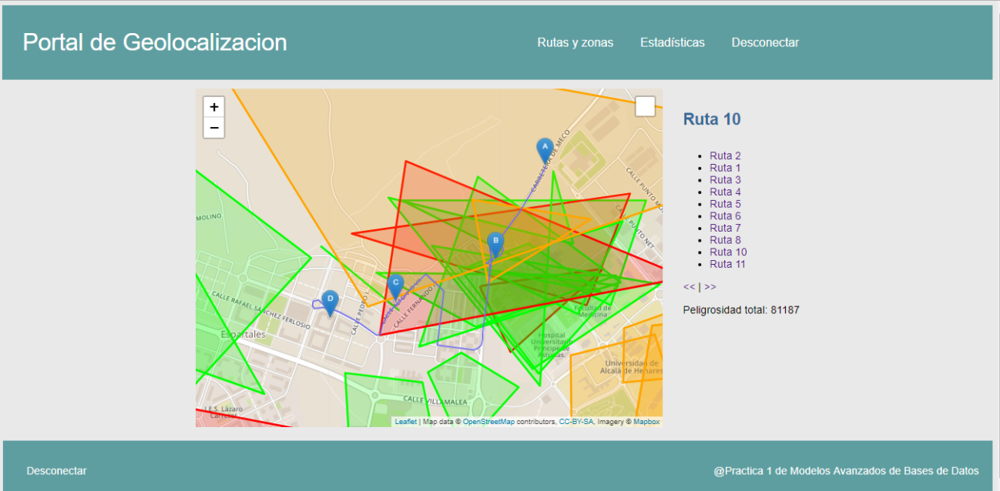 Portal de Geolocalizacion
Rutas y zonas
Estadísticas
Desconectar
+
−
A
B
C
D
CARRETERA DE MECO
CALLE PUNTO NET
MOLINO
CALLE RAFAEL SÁNCHEZ FERLOSIO
CALLE PEDRO
CALLE FERNANDO
Espartales
Facultad de
Medicina
Hospital
Universitario
Príncipe de
Asturias.
Universidad de
Alcalá de Henares
CALLE VILLAMALEA
I.E.S. Lázaro
Carreter
Leaflet | Map data © OpenStreetMap contributors, CC-BY-SA, Imagery © Mapbox
Ruta 10
Ruta 2
Ruta 1
Ruta 3
Ruta 4
Ruta 5
Ruta 6
Ruta 7
Ruta 8
Ruta 10
Ruta 11
<< | >>
Peligrosidad total: 81187
Desconectar
@Practica 1 de Modelos Avanzados de Bases de Datos